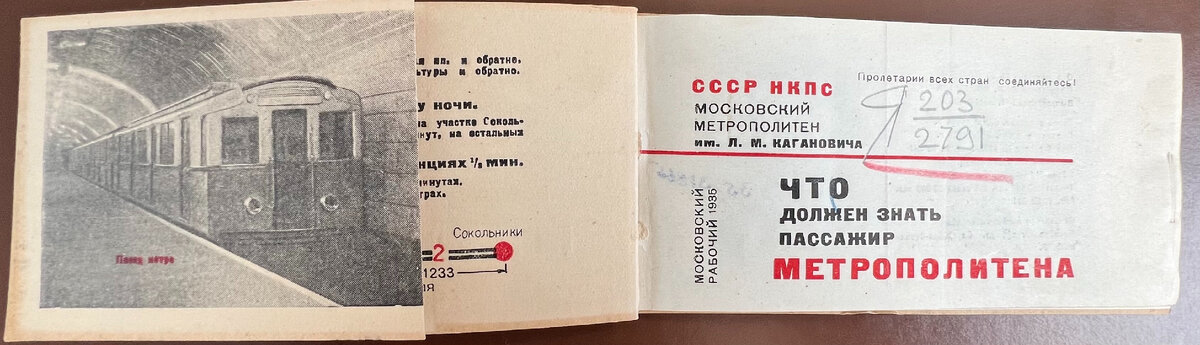 Поезд метро
ил. и обратно.
ьтуры и обратно.
у ночи.
на участке Соколь-
нут, на остальных
нциях ½ мин.
минутах.
трах.
Сокольники
2
1233
ия
СССР НКПС
МОСКОВСКИЙ
МЕТРОПОЛИТЕН
им. Л. М. КАГАНОВИЧА
Пролетарии всех стран соединяйтесь!
203
2791
МОСКОВСКИЙ
РАБОЧИЙ 1935
ЧТО
ДОЛЖЕН ЗНАТЬ
ПАССАЖИР
МЕТРОПОЛИТЕНА